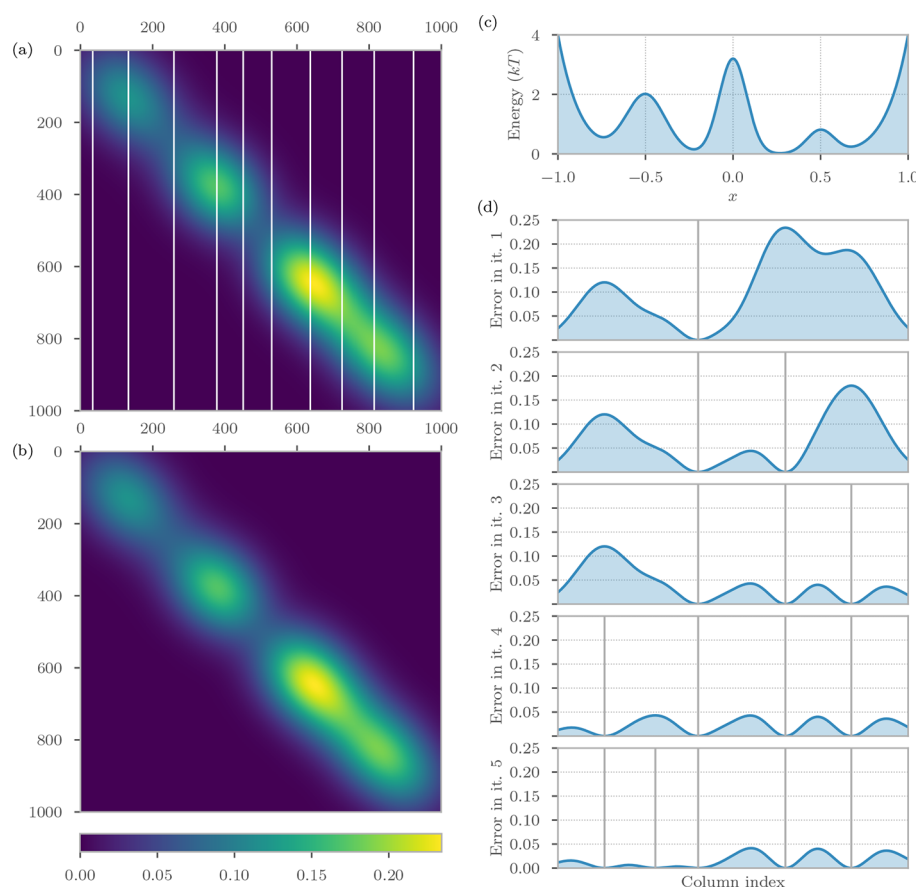 0 200 400 600 800 1000
(a)
0
200
400
600
800
1000
0 200 400 600 800 1000
(b)
0
200
400
600
800
1000
0.00 0.05 0.10 0.15 0.20
(c)
Energy (kT)
4
2
0
−1.0 −0.5 0.0 0.5 1.0
x
(d)
Error in it. 1
0.25
0.20
0.15
0.10
0.05
Error in it. 2
0.25
0.20
0.15
0.10
0.05
Error in it. 3
0.25
0.20
0.15
0.10
0.05
Error in it. 4
0.25
0.20
0.15
0.10
0.05
Error in it. 5
0.25
0.20
0.15
0.10
0.05
0.00
Column index